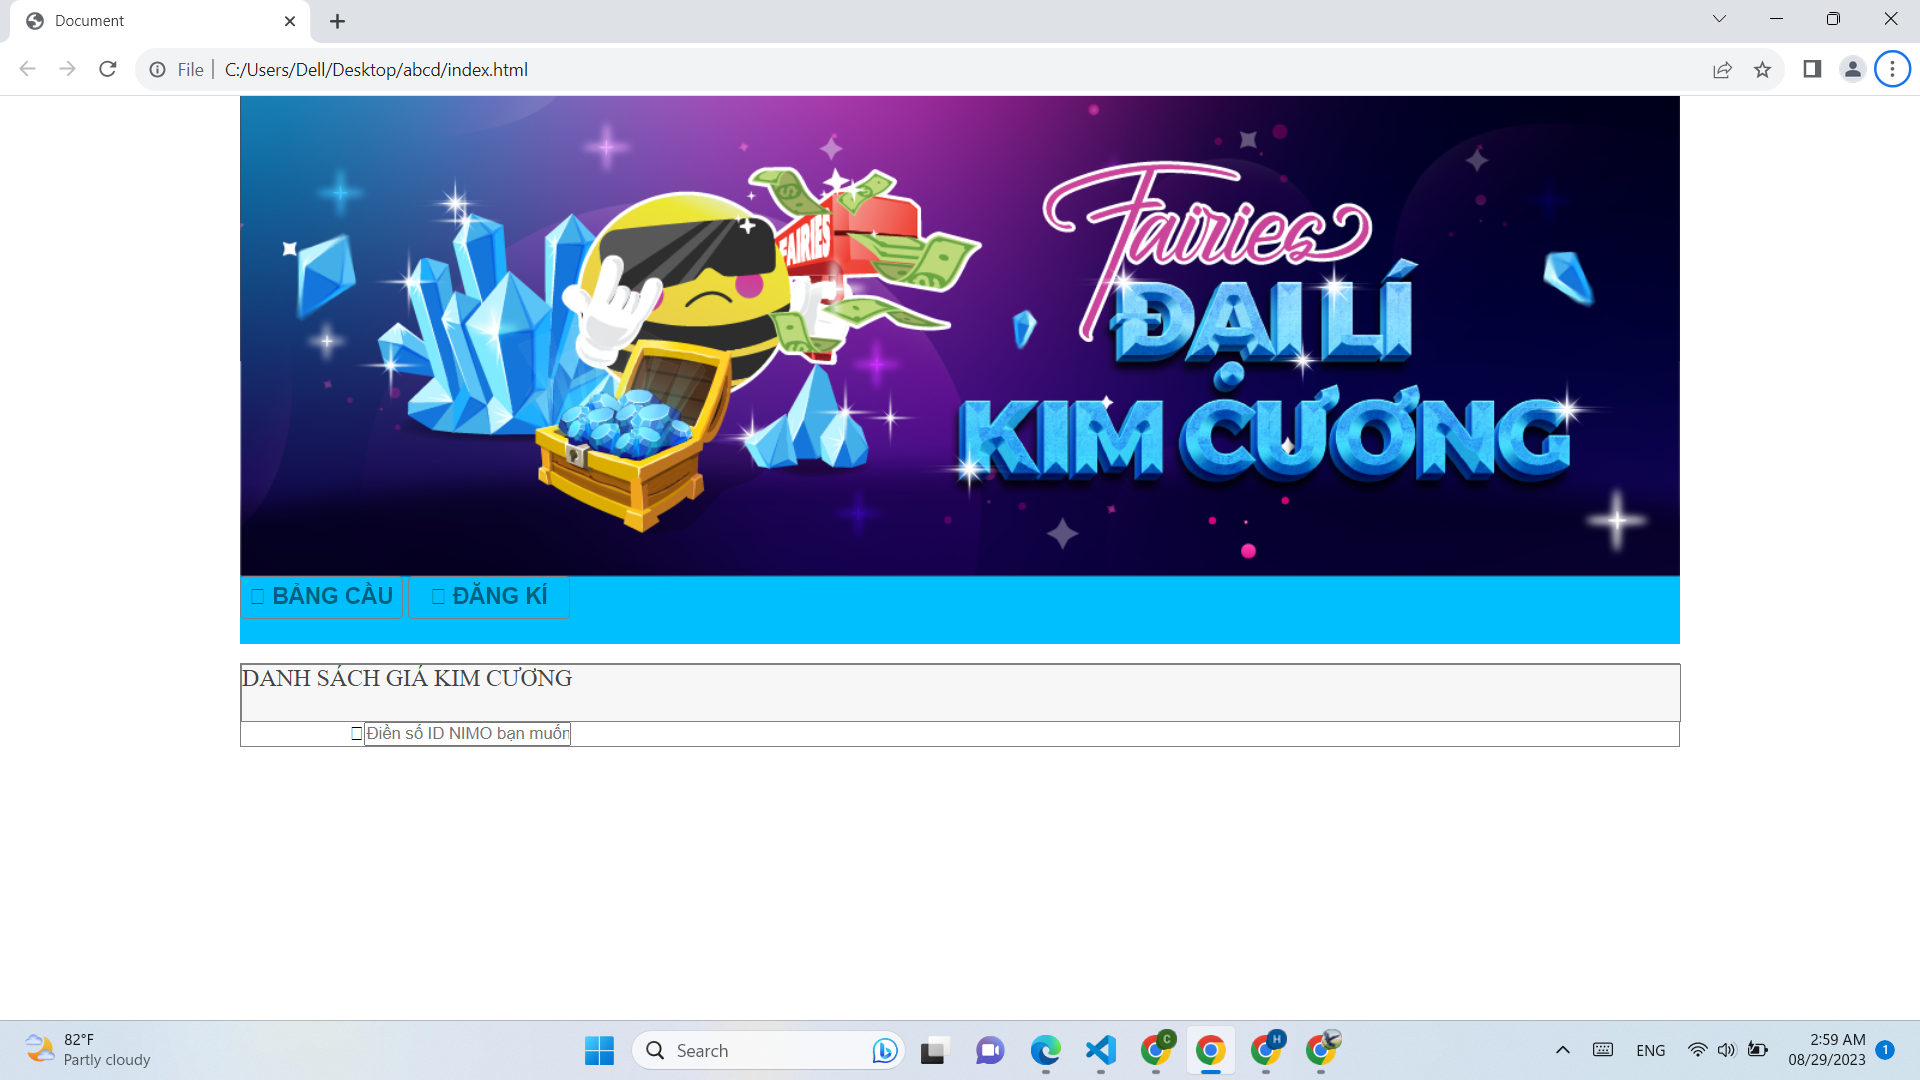 Document
File
C:/Users/Dell/Desktop/abcd/index.html
FAIRIES
Fairies
ĐẠI LÍ
KIM CƯƠNG
BẢNG CẦU
ĐĂNG KÍ
DANH SÁCH GIÁ KIM CƯƠNG
Điền số ID NIMO bạn muốn
82°F
Partly cloudy
Search
C
H
ENG
2:59 AM
08/29/2023
1